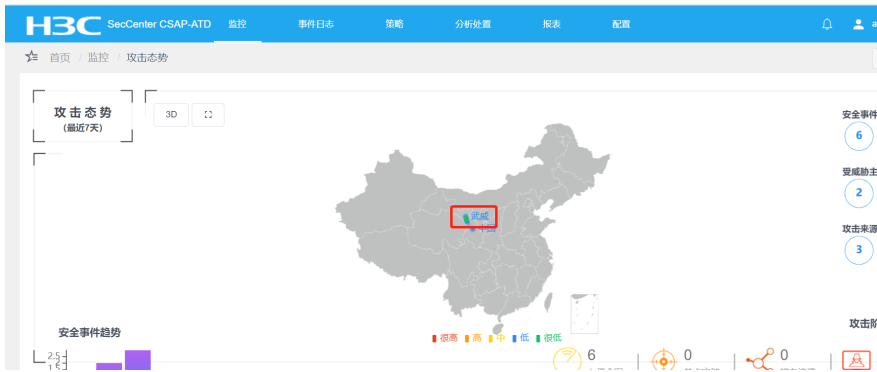 H3C SecCenter CSAP-ATD 监控 事件日志 策略 分析处置 报表 配置
首页 / 监控 / 攻击态势
攻击态势
(最近7天)
3D
安全事件
6
受威胁主
2
攻击来源
3
武威
中国
很高 高 中 低 很低
攻击阶
安全事件趋势
2.5
1.5
6
0
0